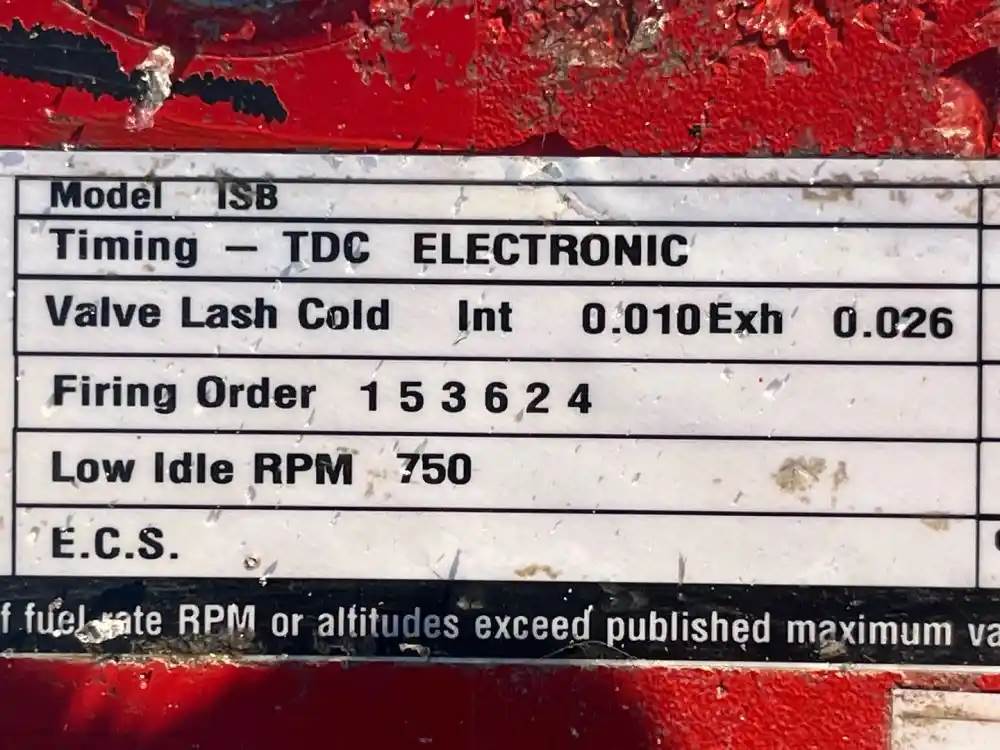 Model ISB
Timing – TDC ELECTRONIC
Valve Lash Cold Int 0.010 Exh 0.026
Firing Order 1 5 3 6 2 4
Low Idle RPM 750
E.C.S.
fuel rate RPM or altitudes exceed published maximum